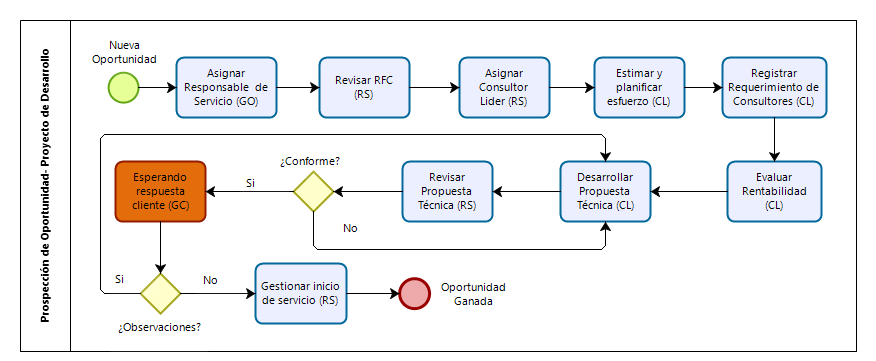 Prospección de Oportunidad- Proyecto de Desarrollo
Nueva
Oportunidad
Asignar
Responsable de
Servicio (GO)
Revisar RFC
(RS)
Asignar
Consultor
Lider (RS)
Estimar y
planificar
esfuerzo (CL)
Registrar
Requerimiento de
Consultores (CL)
Esperando
respuesta
cliente (GC)
Si
¿Conforme?
No
Revisar
Propuesta
Técnica (RS)
Desarrollar
Propuesta
Técnica (CL)
Evaluar
Rentabilidad
(CL)
Si
¿Observaciones?
No
Gestionar inicio
de servicio (RS)
Oportunidad
Ganada